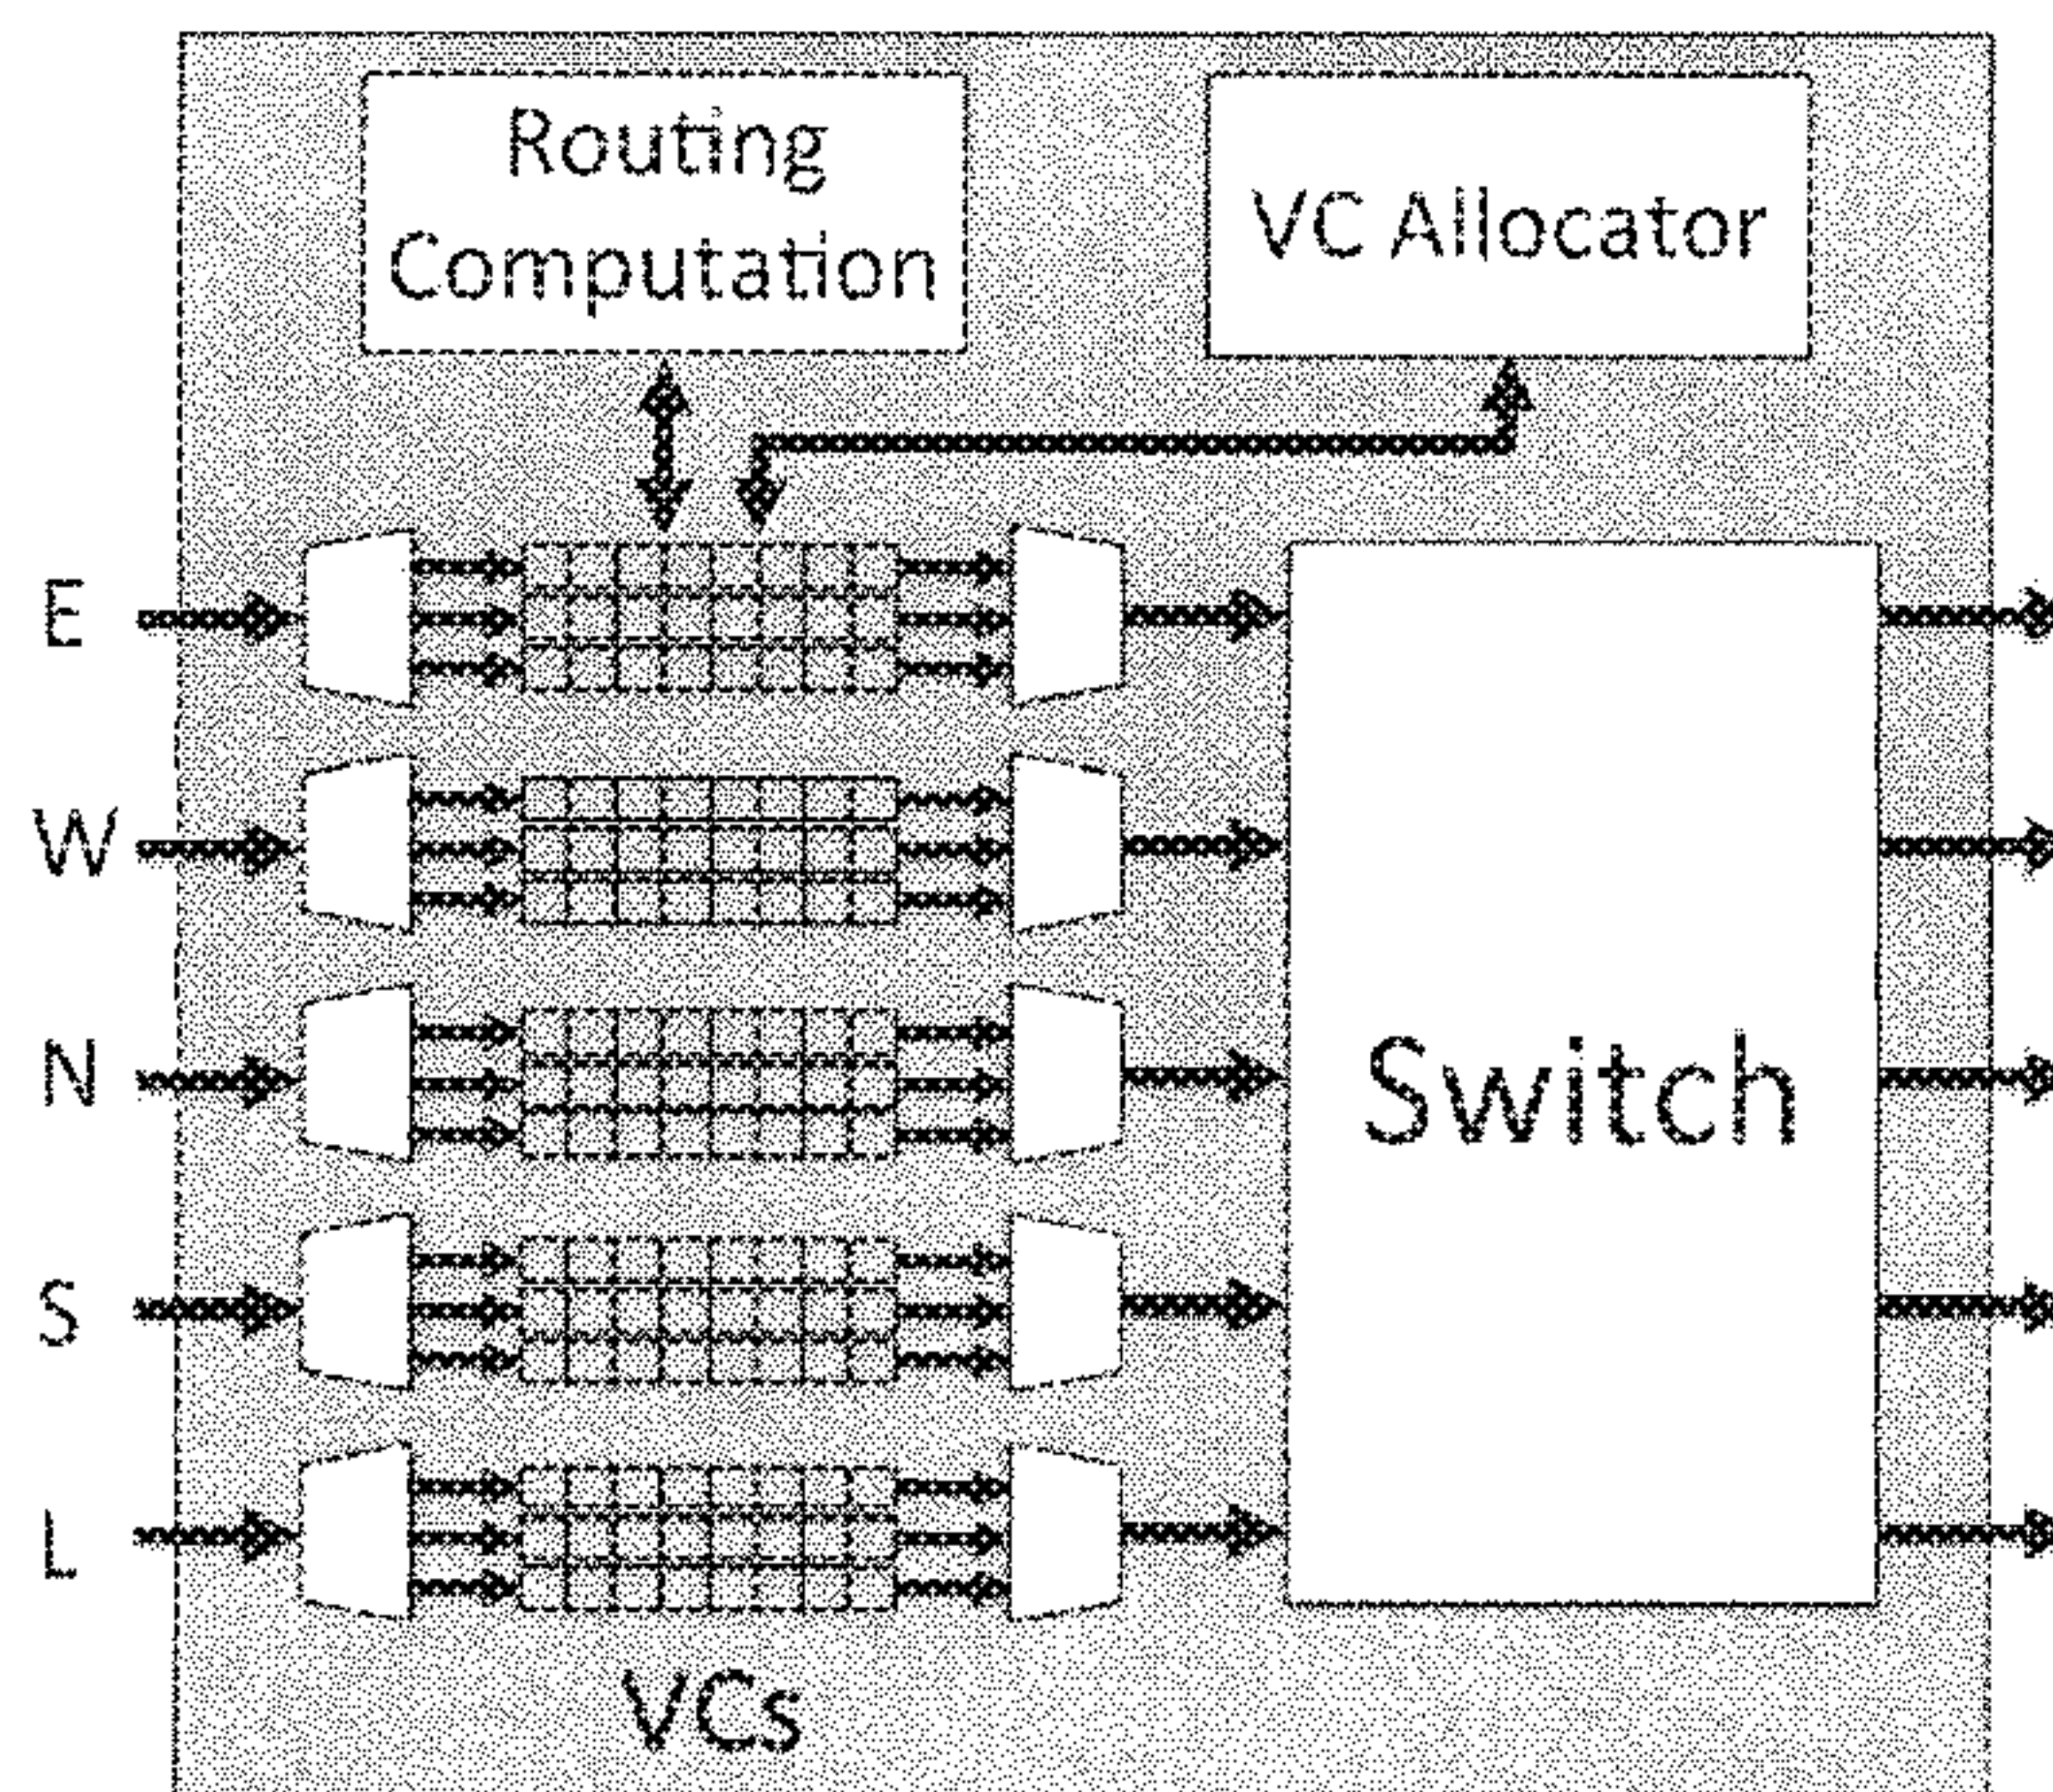 Routing
Computation
VC Allocator
E
W
N
S
L
Switch
VCs